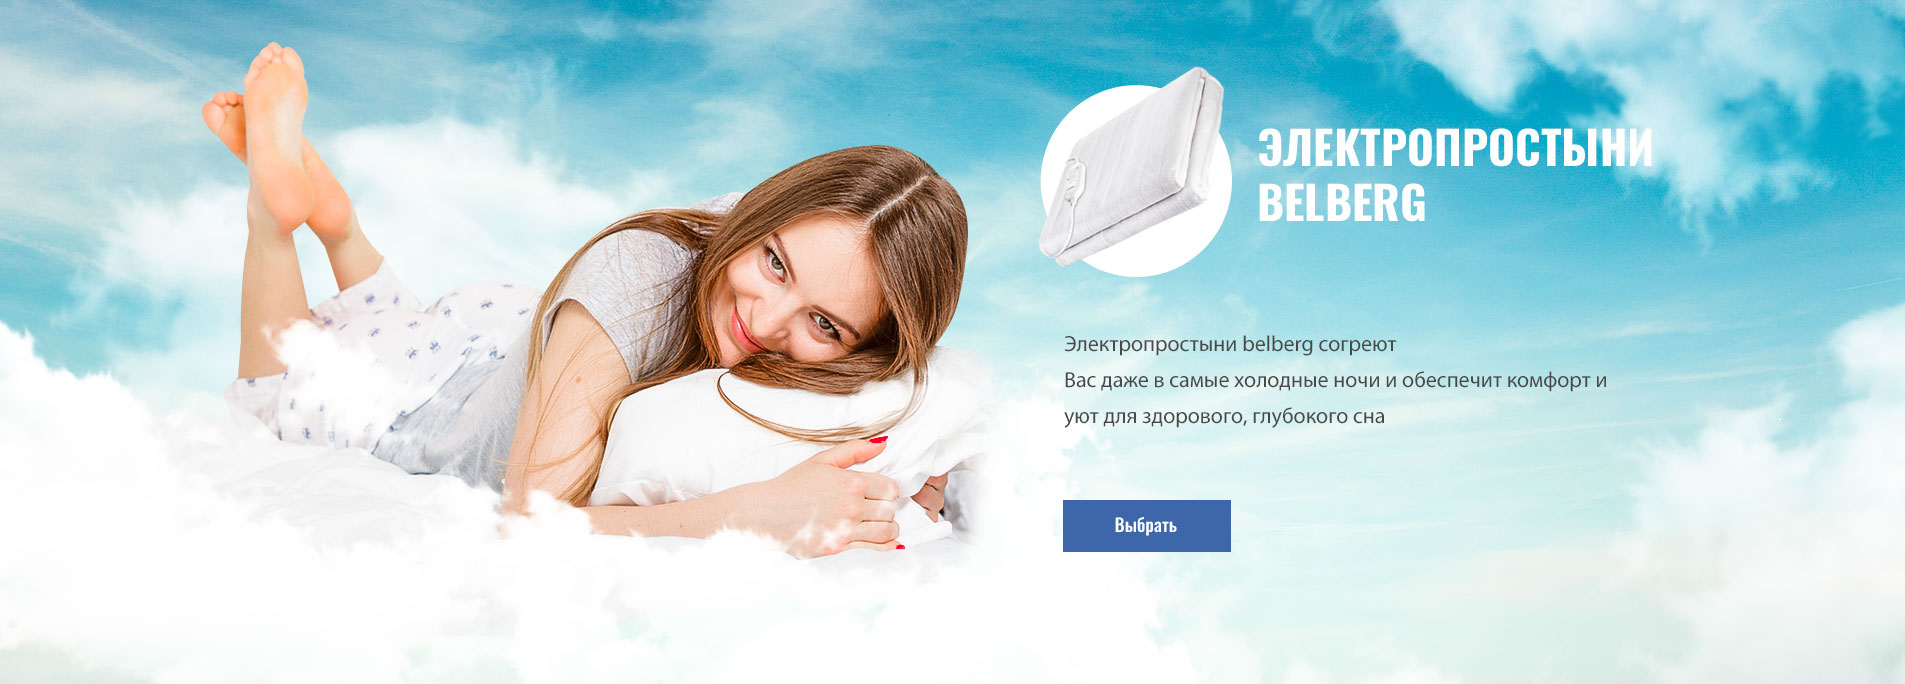 ЭЛЕКТРОПРОСТЫНИ
BELBERG
Электропростыни belberg согреют
Вас даже в самые холодные ночи и обеспечит комфорт и
уют для здорового, глубокого сна
Выбрать